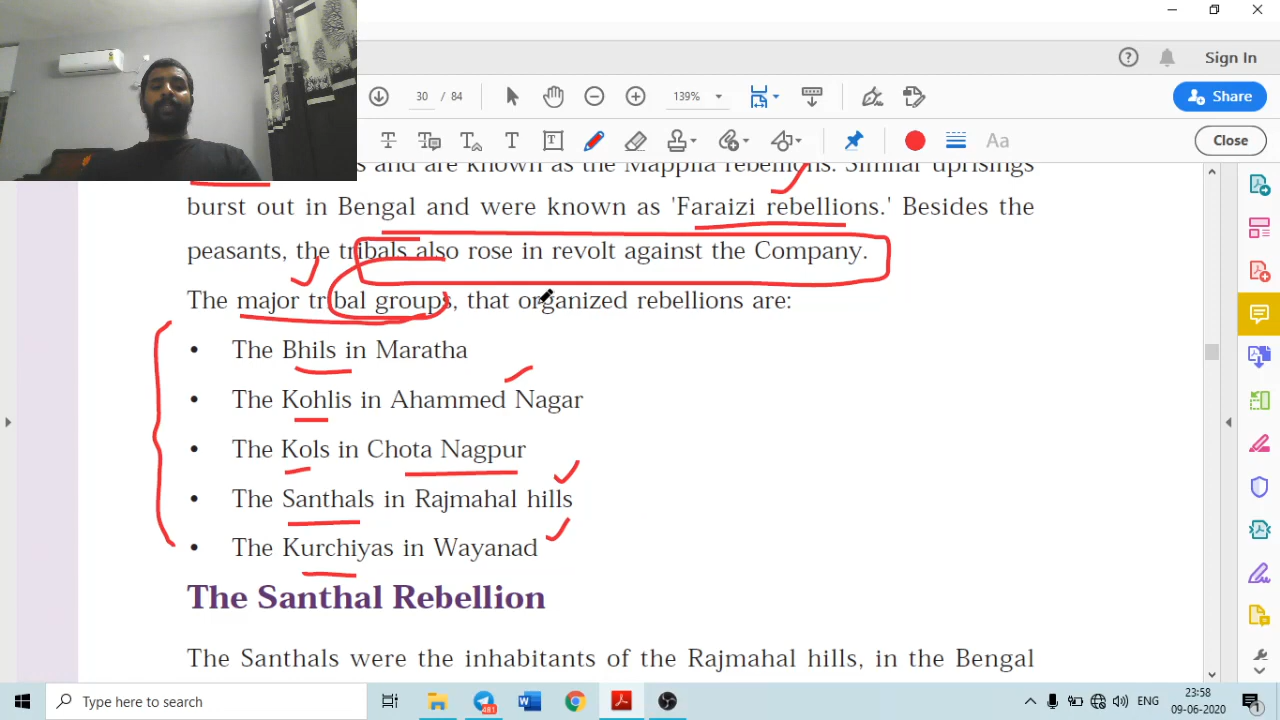 Sign In
30 / 84
139%
Share
Aa
Close
and are known as the Mappila rebellions. Similar uprisings
burst out in Bengal and were known as 'Faraizi rebellions.' Besides the
peasants, the tribals also rose in revolt against the Company.
The major tribal groups, that organized rebellions are:
• The Bhils in Maratha
• The Kohlis in Ahammed Nagar
• The Kols in Chota Nagpur
• The Santhals in Rajmahal hills
• The Kurchiyas in Wayanad
The Santhal Rebellion
The Santhals were the inhabitants of the Rajmahal hills, in the Bengal
Type here to search
481
W
ENG
23:58
09-06-2020
1